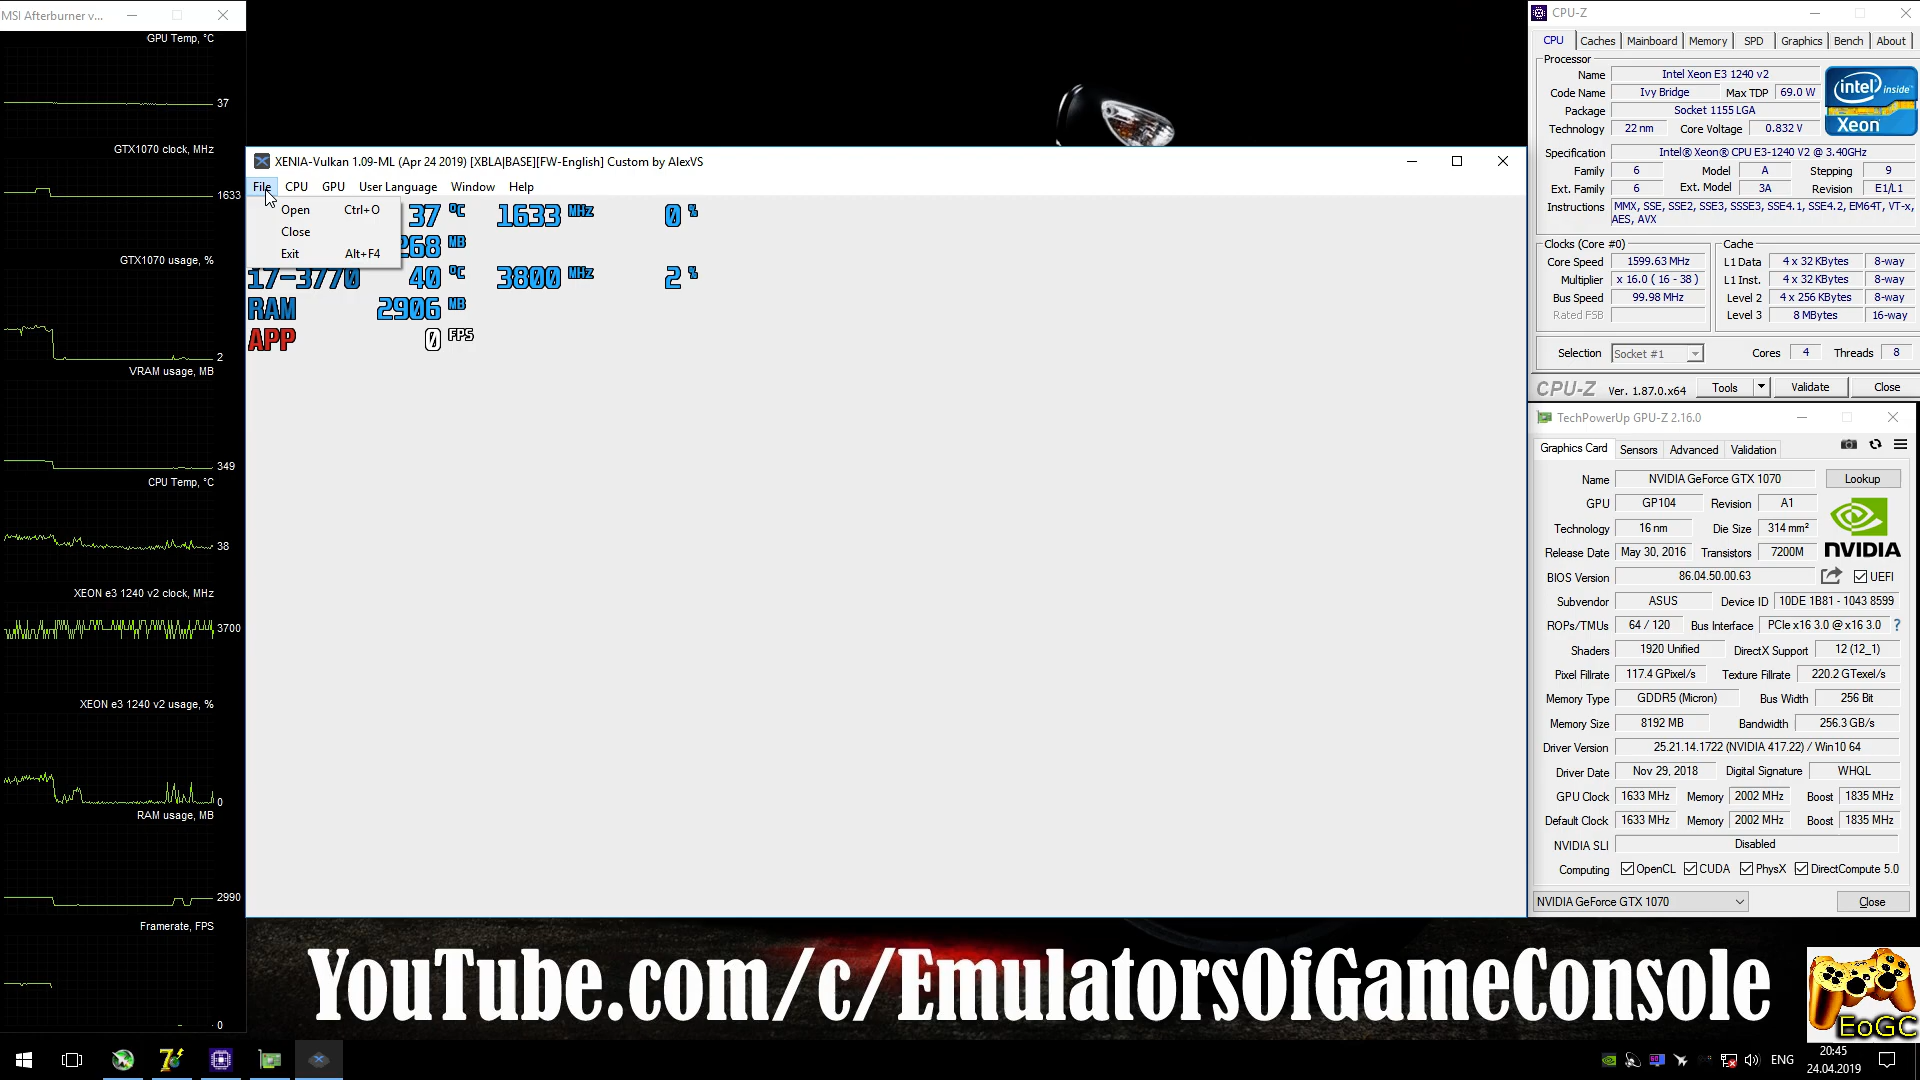 MSI Afterburner v...
GPU Temp, °C
37
GTX1070 clock, MHz
1633
GTX1070 usage, %
2
VRAM usage, MB
349
CPU Temp, °C
38
XEON e3 1240 v2 clock, MHz
3700
XEON e3 1240 v2 usage, %
0
RAM usage, MB
2990
Framerate, FPS
0
XENIA-Vulkan 1.09-ML (Apr 24 2019) [XBLA|BASE][FW-English] Custom by AlexVS
File CPU GPU User Language Window Help
Open Ctrl+O
Close
Exit Alt+F4
37 °C 1633 MHz 0 %
268 MB
i7-3770 40 °C 3800 MHz 2 %
RAM 2906 MB
APP 0 FPS
CPU-Z
CPU Caches Mainboard Memory SPD Graphics Bench About
Processor
Name Intel Xeon E3 1240 v2
Code Name Ivy Bridge Max TDP 69.0 W
Package Socket 1155 LGA
Technology 22 nm Core Voltage 0.832 V
intel inside™
Xeon®
Specification Intel® Xeon® CPU E3-1240 V2 @ 3.40GHz
Family 6 Model A Stepping 9
Ext. Family 6 Ext. Model 3A Revision E1/L1
Instructions MMX, SSE, SSE2, SSE3, SSSE3, SSE4.1, SSE4.2, EM64T, VT-x,
AES, AVX
Clocks (Core #0)
Core Speed 1599.63 MHz
Multiplier x 16.0 ( 16 - 38 )
Bus Speed 99.98 MHz
Rated FSB
Cache
L1 Data 4 x 32 KBytes 8-way
L1 Inst. 4 x 32 KBytes 8-way
Level 2 4 x 256 KBytes 8-way
Level 3 8 MBytes 16-way
Selection Socket #1 Cores 4 Threads 8
CPU-Z Ver. 1.87.0.x64 Tools Validate Close
TechPowerUp GPU-Z 2.16.0
Graphics Card Sensors Advanced Validation
Name NVIDIA GeForce GTX 1070 Lookup
GPU GP104 Revision A1
Technology 16 nm Die Size 314 mm²
Release Date May 30, 2016 Transistors 7200M
NVIDIA
BIOS Version 86.04.50.00.63 UEFI
Subvendor ASUS Device ID 10DE 1B81 - 1043 8599
ROPs/TMUs 64 / 120 Bus Interface PCIe x16 3.0 @ x16 3.0 ?
Shaders 1920 Unified DirectX Support 12 (12_1)
Pixel Fillrate 117.4 GPixel/s Texture Fillrate 220.2 GTexel/s
Memory Type GDDR5 (Micron) Bus Width 256 Bit
Memory Size 8192 MB Bandwidth 256.3 GB/s
Driver Version 25.21.14.1722 (NVIDIA 417.22) / Win10 64
Driver Date Nov 29, 2018 Digital Signature WHQL
GPU Clock 1633 MHz Memory 2002 MHz Boost 1835 MHz
Default Clock 1633 MHz Memory 2002 MHz Boost 1835 MHz
NVIDIA SLI Disabled
Computing OpenCL CUDA PhysX DirectCompute 5.0
NVIDIA GeForce GTX 1070 Close
YouTube.com/c/EmulatorsOfGameConsole
EoGC
ENG
20:45
24.04.2019